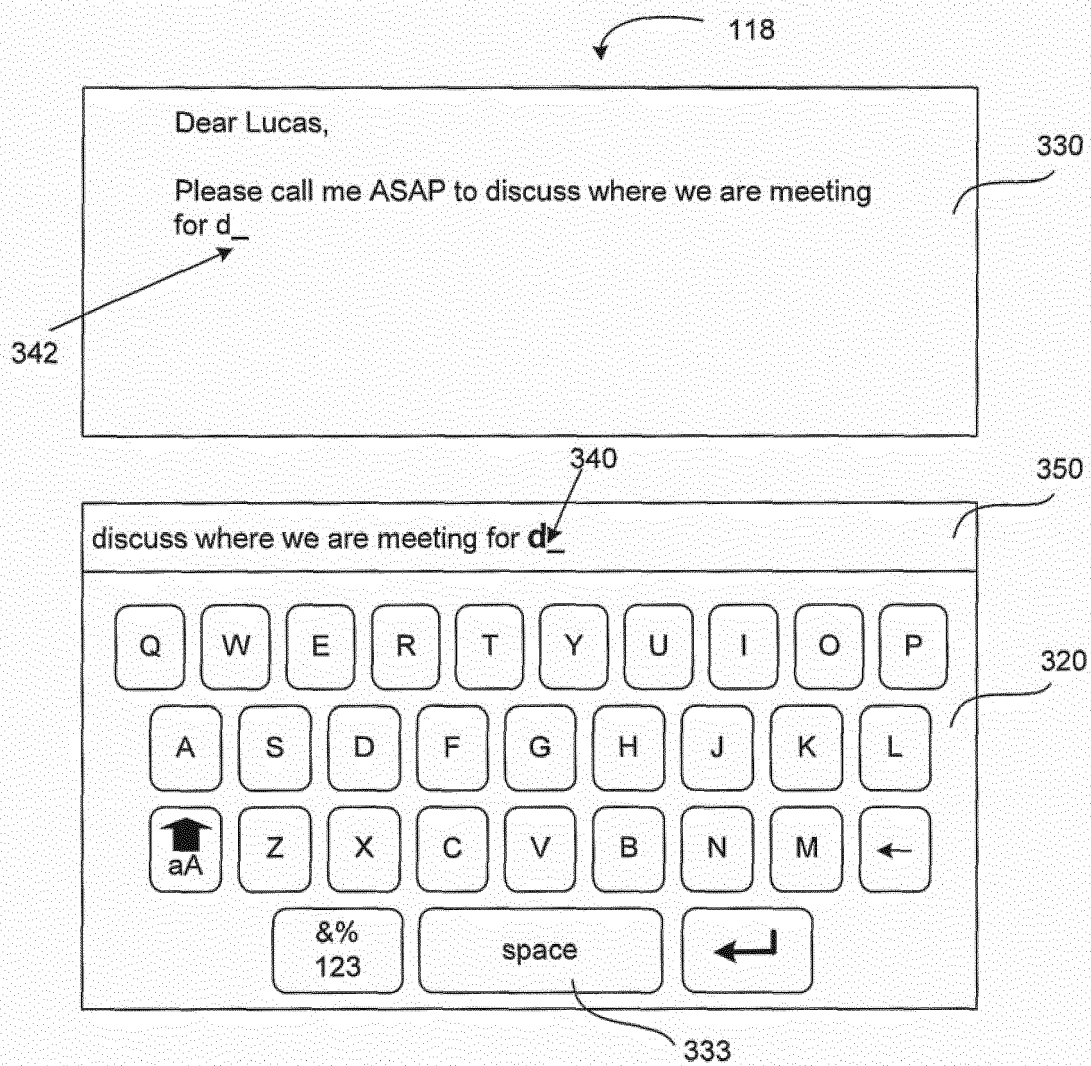 118
Dear Lucas,
330
Please call me ASAP to discuss where we are meeting
for d_
342
340
350
discuss where we are meeting for d_
Q W E R T Y U I O P
320
A S D F G H J K L
aA Z X C V B N M ←
&%
123 space
333